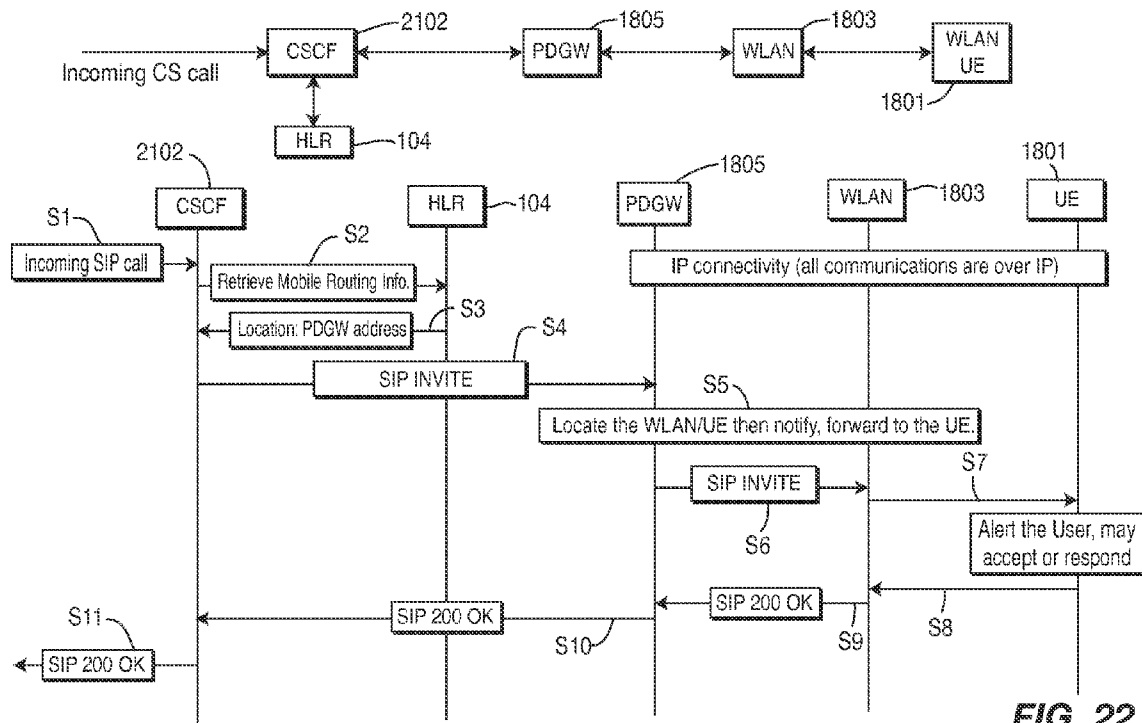 2102
1805
1803
CSCF
PDGW
WLAN
WLAN
UE
Incoming CS call
1801
HLR
104
2102
1805
1801
CSCF
HLR
104
PDGW
WLAN
1803
UE
S1
S2
Incoming SIP call
Retrieve Mobile Routing Info.
IP connectivity (all communications are over IP)
Location: PDGW address
S3
S4
SIP INVITE
S5
Locate the WLAN/UE then notify, forward to the UE.
SIP INVITE
S7
S6
Alert the User, may
accept or respond
SIP 200 OK
SIP 200 OK
S8
S11
S10
S9
SIP 200 OK
FIG. 22